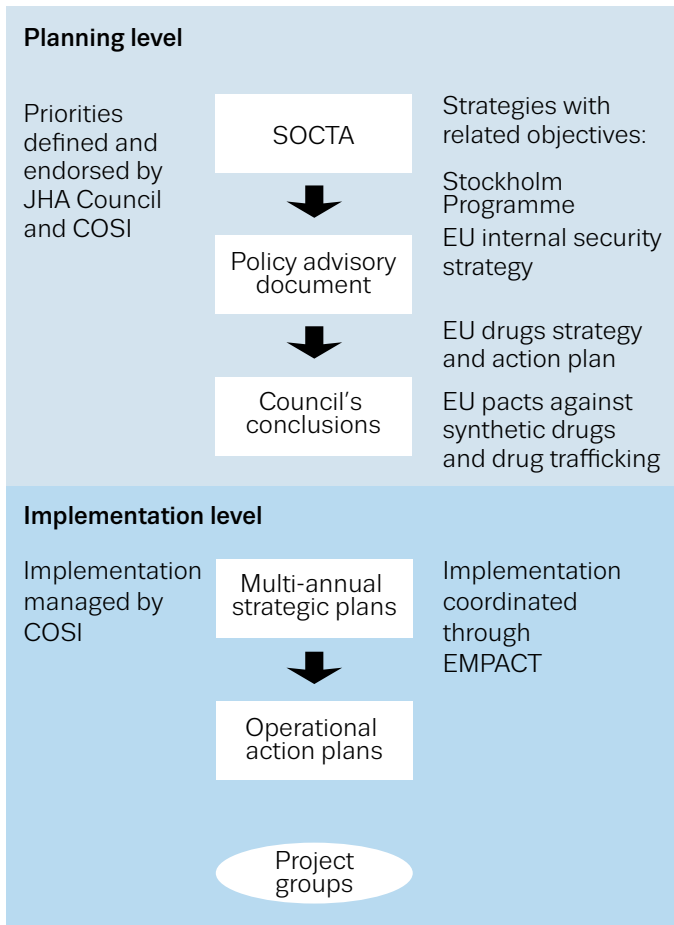 Planning level
Priorities
defined and
endorsed by
JHA Council
and COSI
SOCTA
Policy advisory
document
Council's
conclusions
Strategies with
related objectives:
Stockholm
Programme
EU internal security
strategy
EU drugs strategy
and action plan
EU pacts against
synthetic drugs
and drug trafficking
Implementation level
Implementation
managed by
COSI
Multi-annual
strategic plans
Operational
action plans
Project
groups
Implementation
coordinated
through
EMPACT